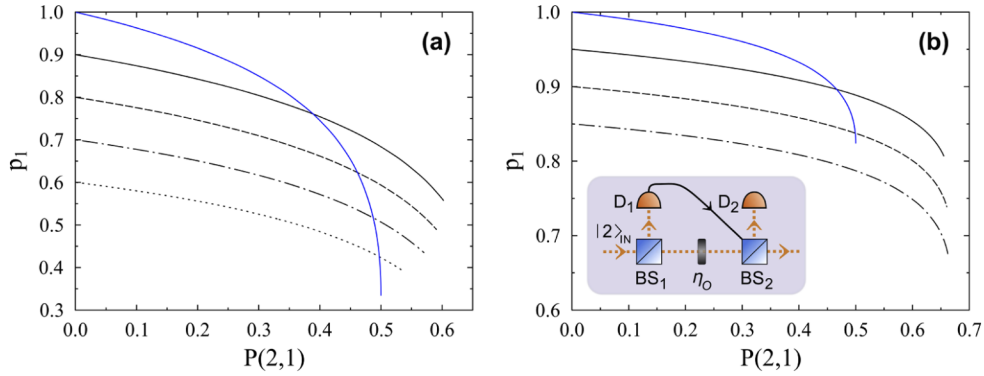 (a)
1.0
0.9
0.8
0.7
0.6
0.5
0.4
0.3
p₁
0.0 0.1 0.2 0.3 0.4 0.5 0.6
P(2,1)
(b)
1.0
0.9
0.8
0.7
0.6
p₁
D₁ D₂
|2⟩IN
BS₁ ηO BS₂
0.0 0.1 0.2 0.3 0.4 0.5 0.6 0.7
P(2,1)